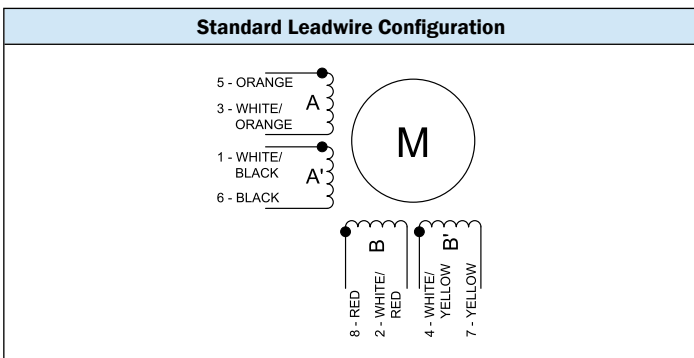 Standard Leadwire Configuration
5 - ORANGE
A
3 - WHITE/
ORANGE
1 - WHITE/
BLACK
A'
6 - BLACK
M
B
B'
8 - RED
2 - WHITE/
RED
4 - WHITE/
YELLOW
7 - YELLOW